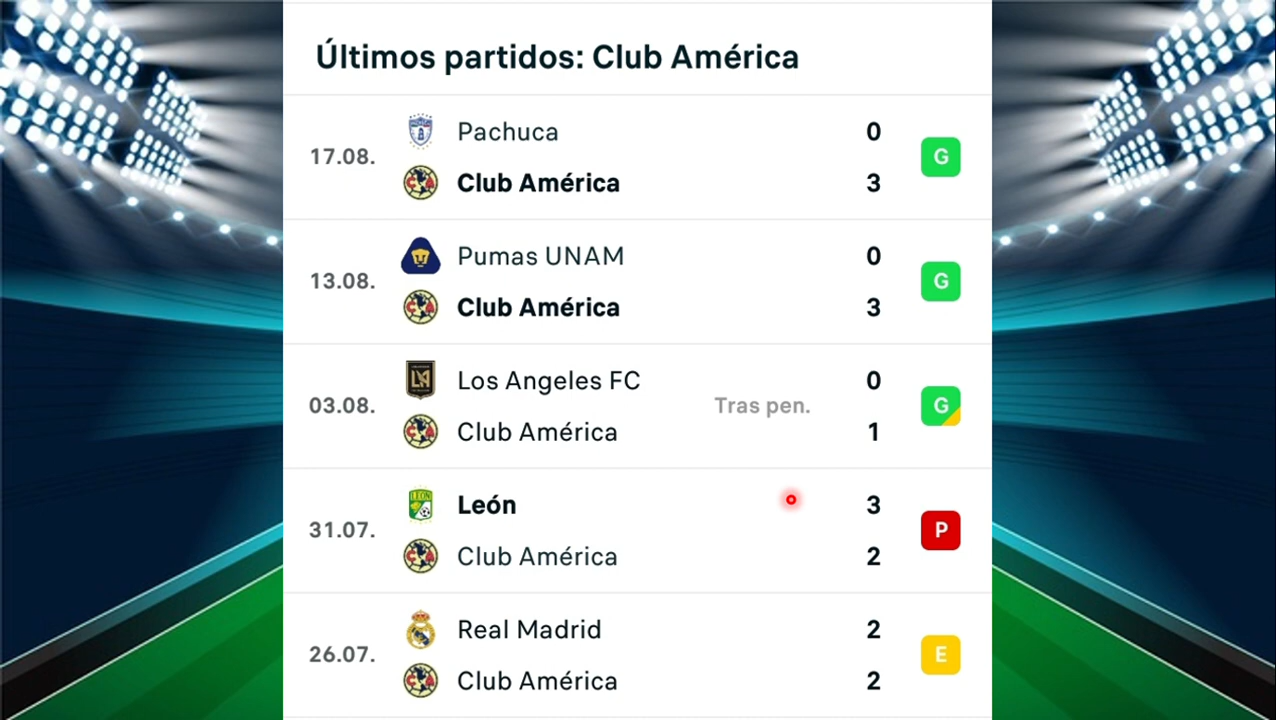 Últimos partidos: Club América
17.08.
Pachuca 0
Club América 3
G
13.08.
Pumas UNAM 0
Club América 3
G
03.08.
Los Angeles FC 0
Tras pen.
Club América 1
G
31.07.
León 3
Club América 2
P
26.07.
Real Madrid 2
Club América 2
E